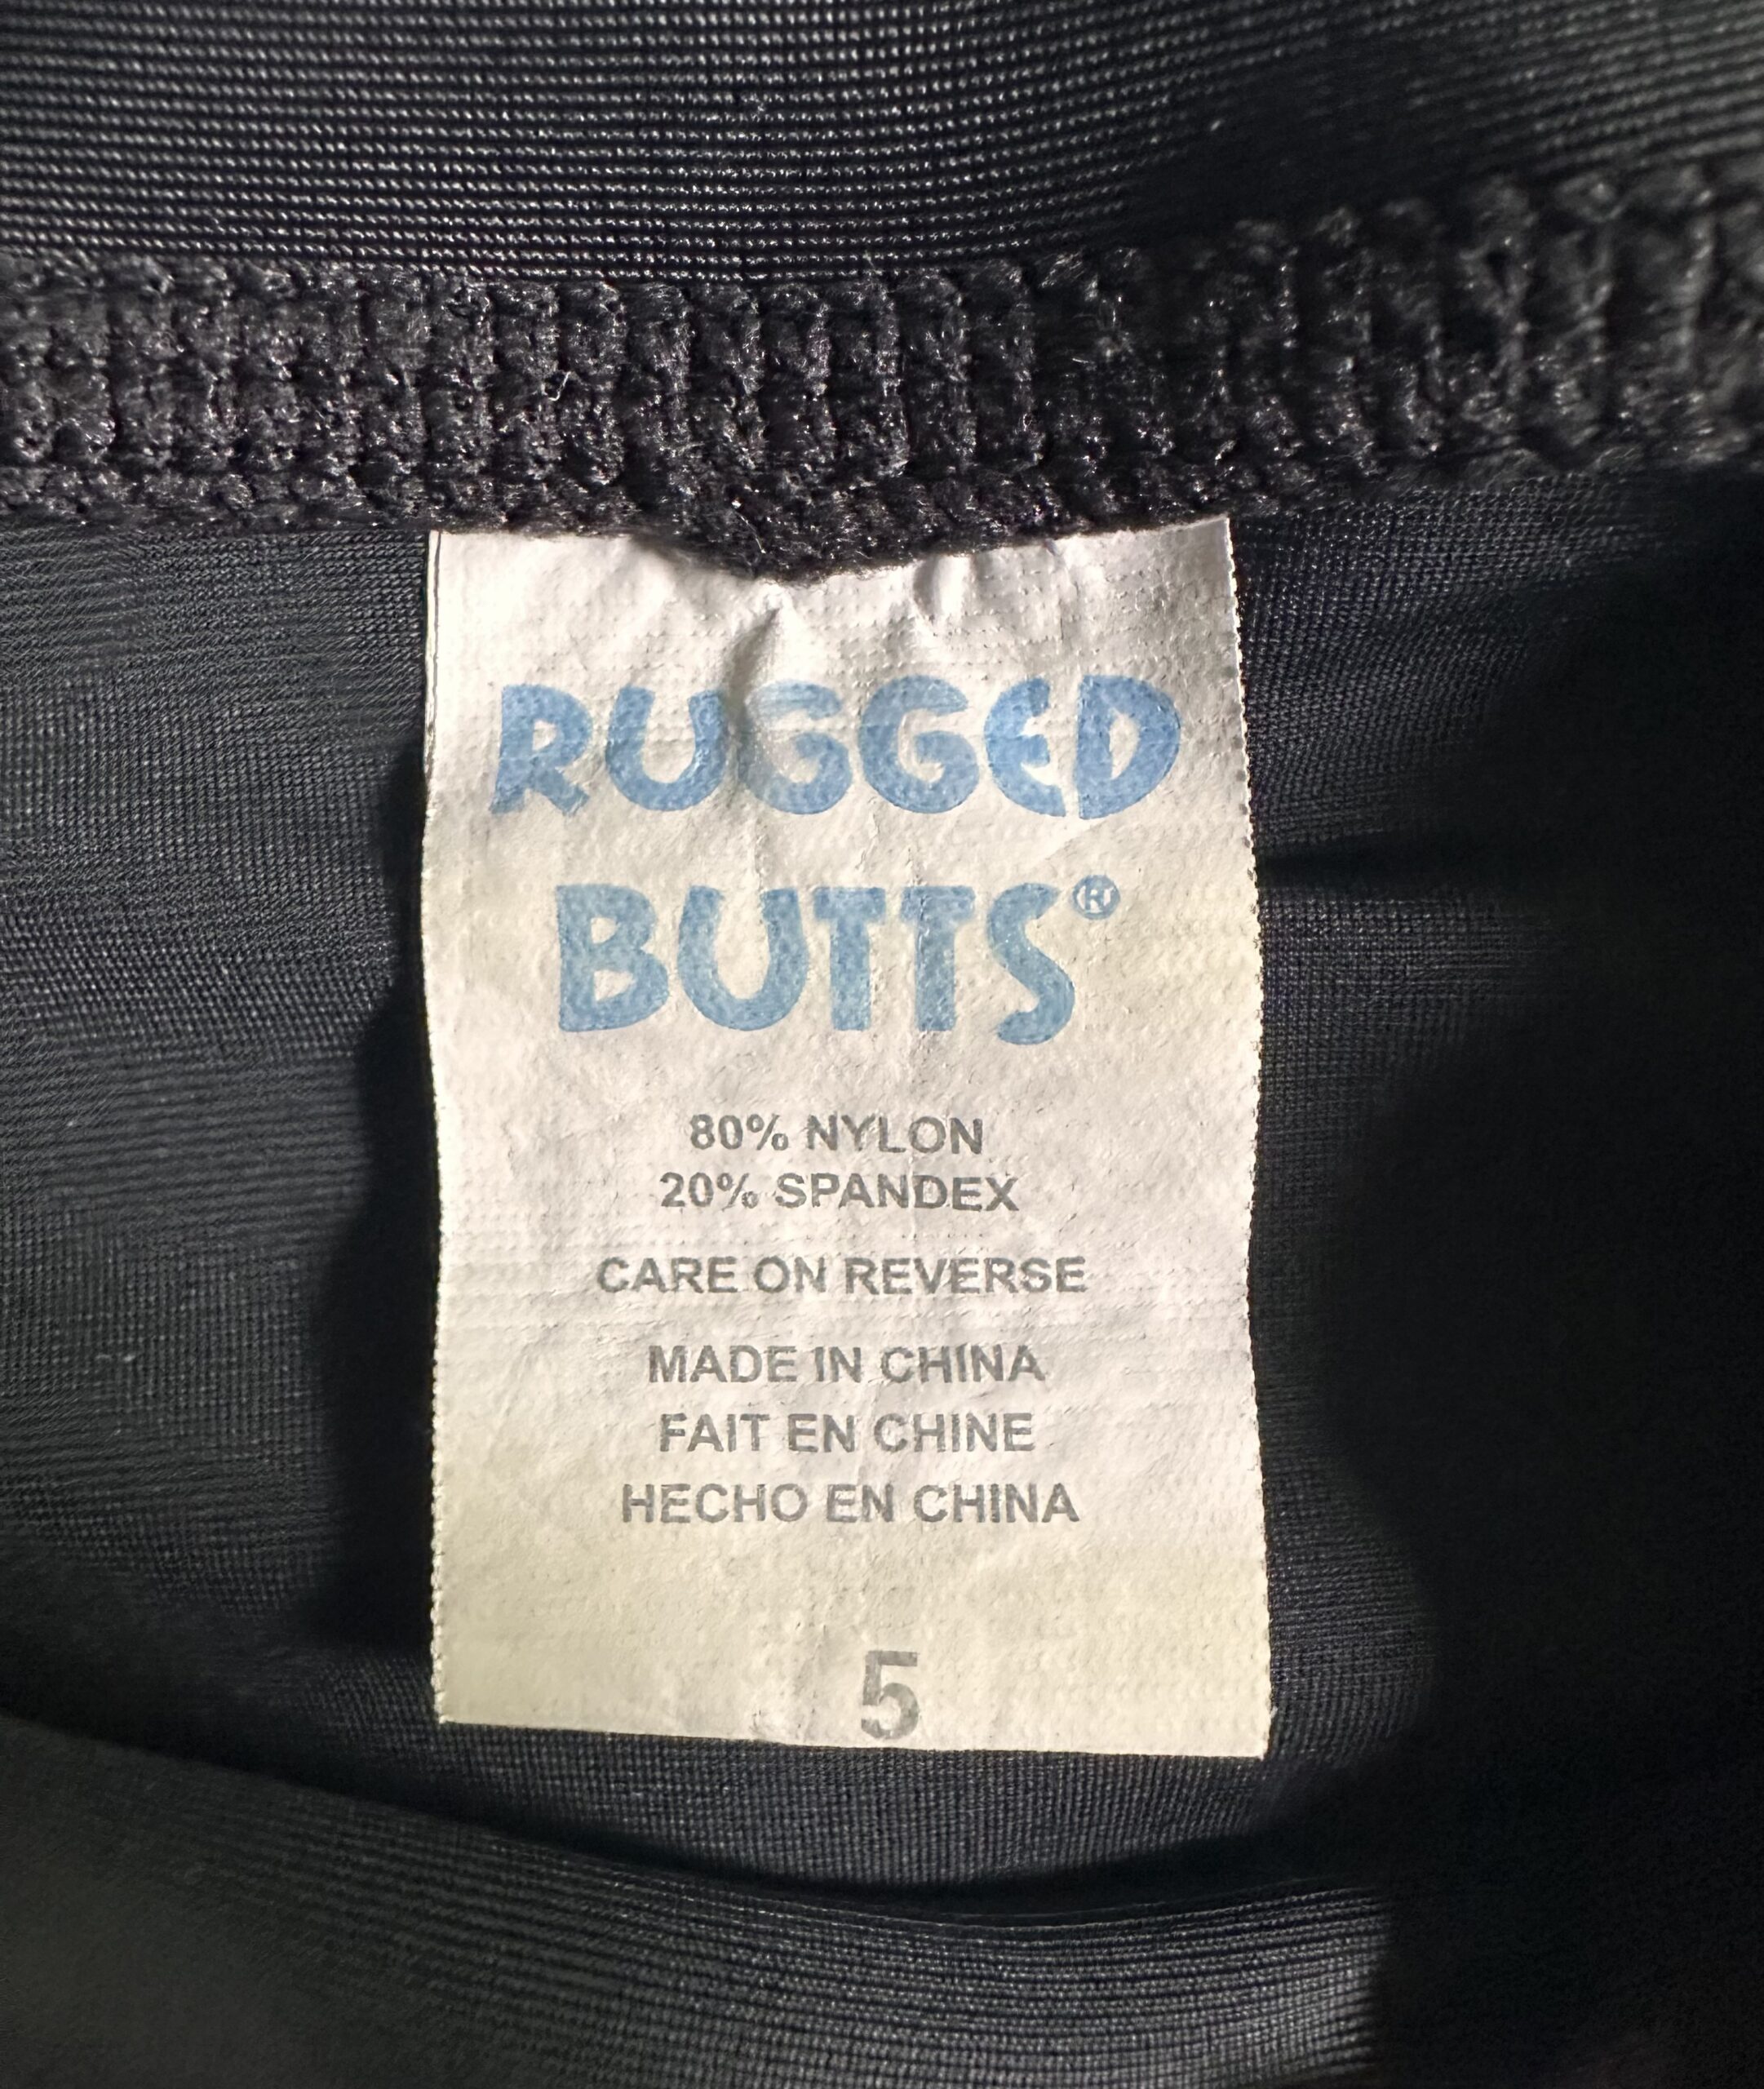 RUGGED
BUTTS®
80% NYLON
20% SPANDEX
CARE ON REVERSE
MADE IN CHINA
FAIT EN CHINE
HECHO EN CHINA
5